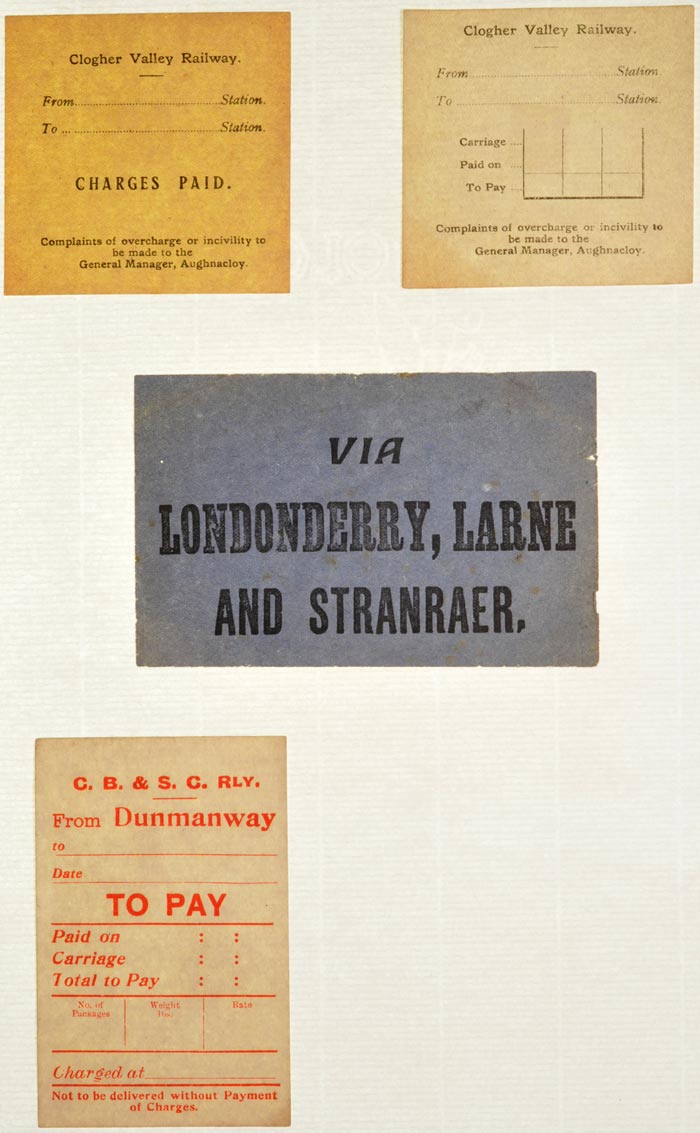 Clogher Valley Railway.
From..............................Station.
To ..............................Station.
CHARGES PAID.
Complaints of overcharge or incivility to
be made to the
General Manager, Aughnacloy.
Clogher Valley Railway.
From..............................Station.
To ..............................Station.
Carriage ....
Paid on ....
To Pay ....
Complaints of overcharge or incivility to
be made to the
General Manager, Aughnacloy.
VIA
LONDONDERRY, LARNE
AND STRANRAER.
C. B. & S. C. RLY.
From Dunmanway
to
Date
TO PAY
Paid on : :
Carriage : :
Total to Pay : :
No. of Weight Rate
Packages lbs.
Charged at
Not to be delivered without Payment
of Charges.